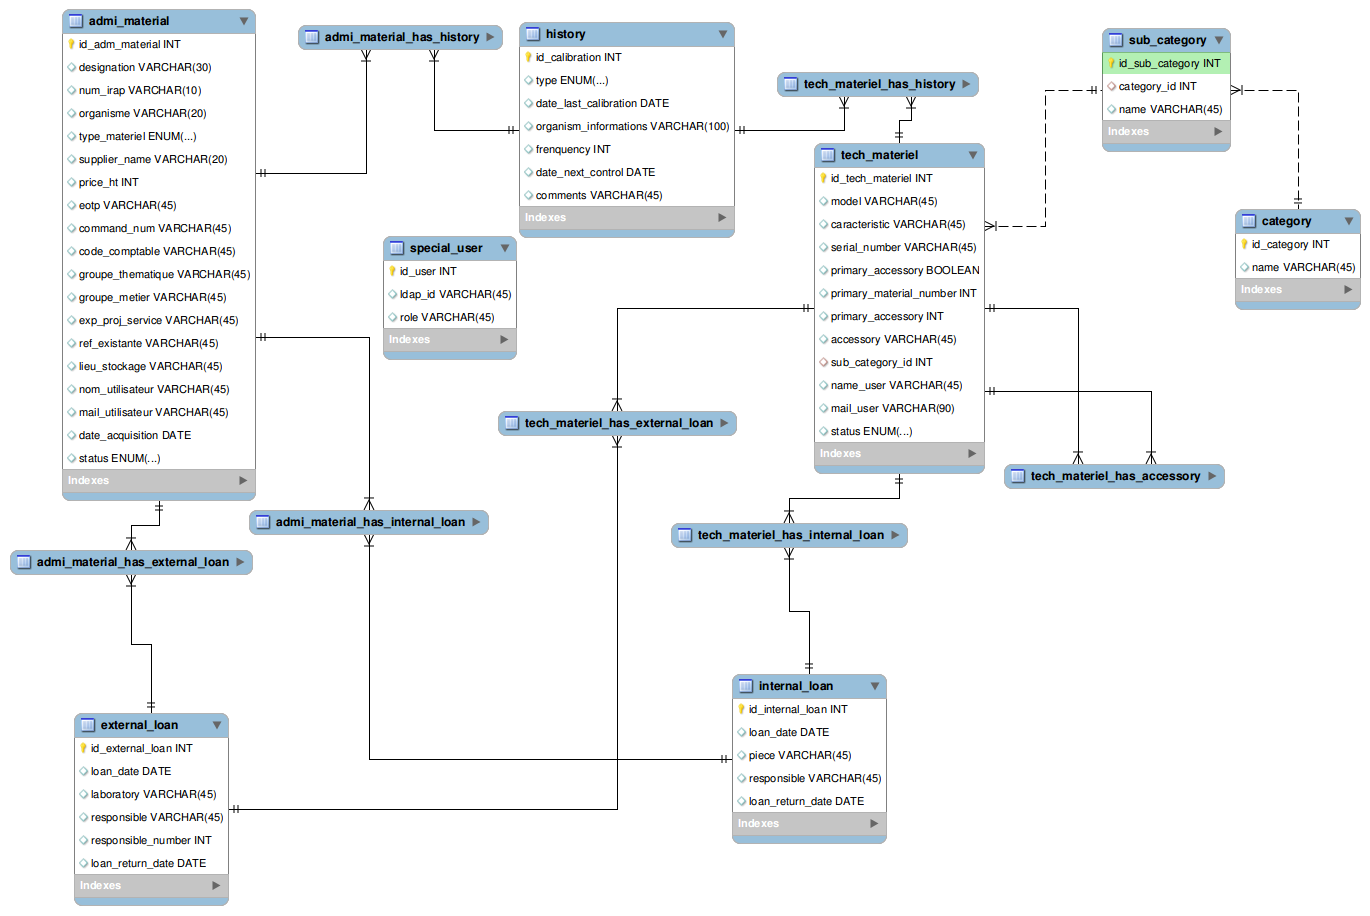 admi_material
id_adm_material INT
designation VARCHAR(30)
num_irap VARCHAR(10)
organisme VARCHAR(20)
type_materiel ENUM(...)
supplier_name VARCHAR(20)
price_ht INT
eotp VARCHAR(45)
command_num VARCHAR(45)
code_comptable VARCHAR(45)
groupe_thematique VARCHAR(45)
groupe_metier VARCHAR(45)
exp_proj_service VARCHAR(45)
ref_existante VARCHAR(45)
lieu_stockage VARCHAR(45)
nom_utilisateur VARCHAR(45)
mail_utilisateur VARCHAR(45)
date_acquisition DATE
status ENUM(...)
Indexes
admi_material_has_history
history
id_calibration INT
type ENUM(...)
date_last_calibration DATE
organism_informations VARCHAR(100)
frenquency INT
date_next_control DATE
comments VARCHAR(45)
Indexes
tech_materiel_has_history
sub_category
id_sub_category INT
category_id INT
name VARCHAR(45)
Indexes
category
id_category INT
name VARCHAR(45)
Indexes
special_user
id_user INT
ldap_id VARCHAR(45)
role VARCHAR(45)
Indexes
tech_materiel
id_tech_materiel INT
model VARCHAR(45)
caracteristic VARCHAR(45)
serial_number VARCHAR(45)
primary_accessory BOOLEAN
primary_material_number INT
primary_accessory INT
accessory VARCHAR(45)
sub_category_id INT
name_user VARCHAR(45)
mail_user VARCHAR(90)
status ENUM(...)
Indexes
tech_materiel_has_external_loan
tech_materiel_has_accessory
admi_material_has_internal_loan
tech_materiel_has_internal_loan
admi_material_has_external_loan
internal_loan
id_internal_loan INT
loan_date DATE
piece VARCHAR(45)
responsible VARCHAR(45)
loan_return_date DATE
Indexes
external_loan
id_external_loan INT
loan_date DATE
laboratory VARCHAR(45)
responsible VARCHAR(45)
responsible_number INT
loan_return_date DATE
Indexes